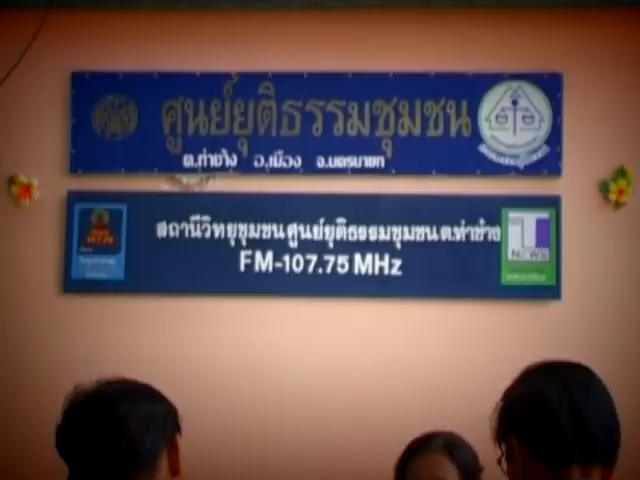 ศูนย์ยุติธรรมชุมชน
ต.ท่าช้าง อ.เมือง จ.นครนายก
สถานีวิทยุชุมชนศูนย์ยุติธรรมชุมชนต.ท่าช้าง
FM-107.75 MHz
107.75
NEWS